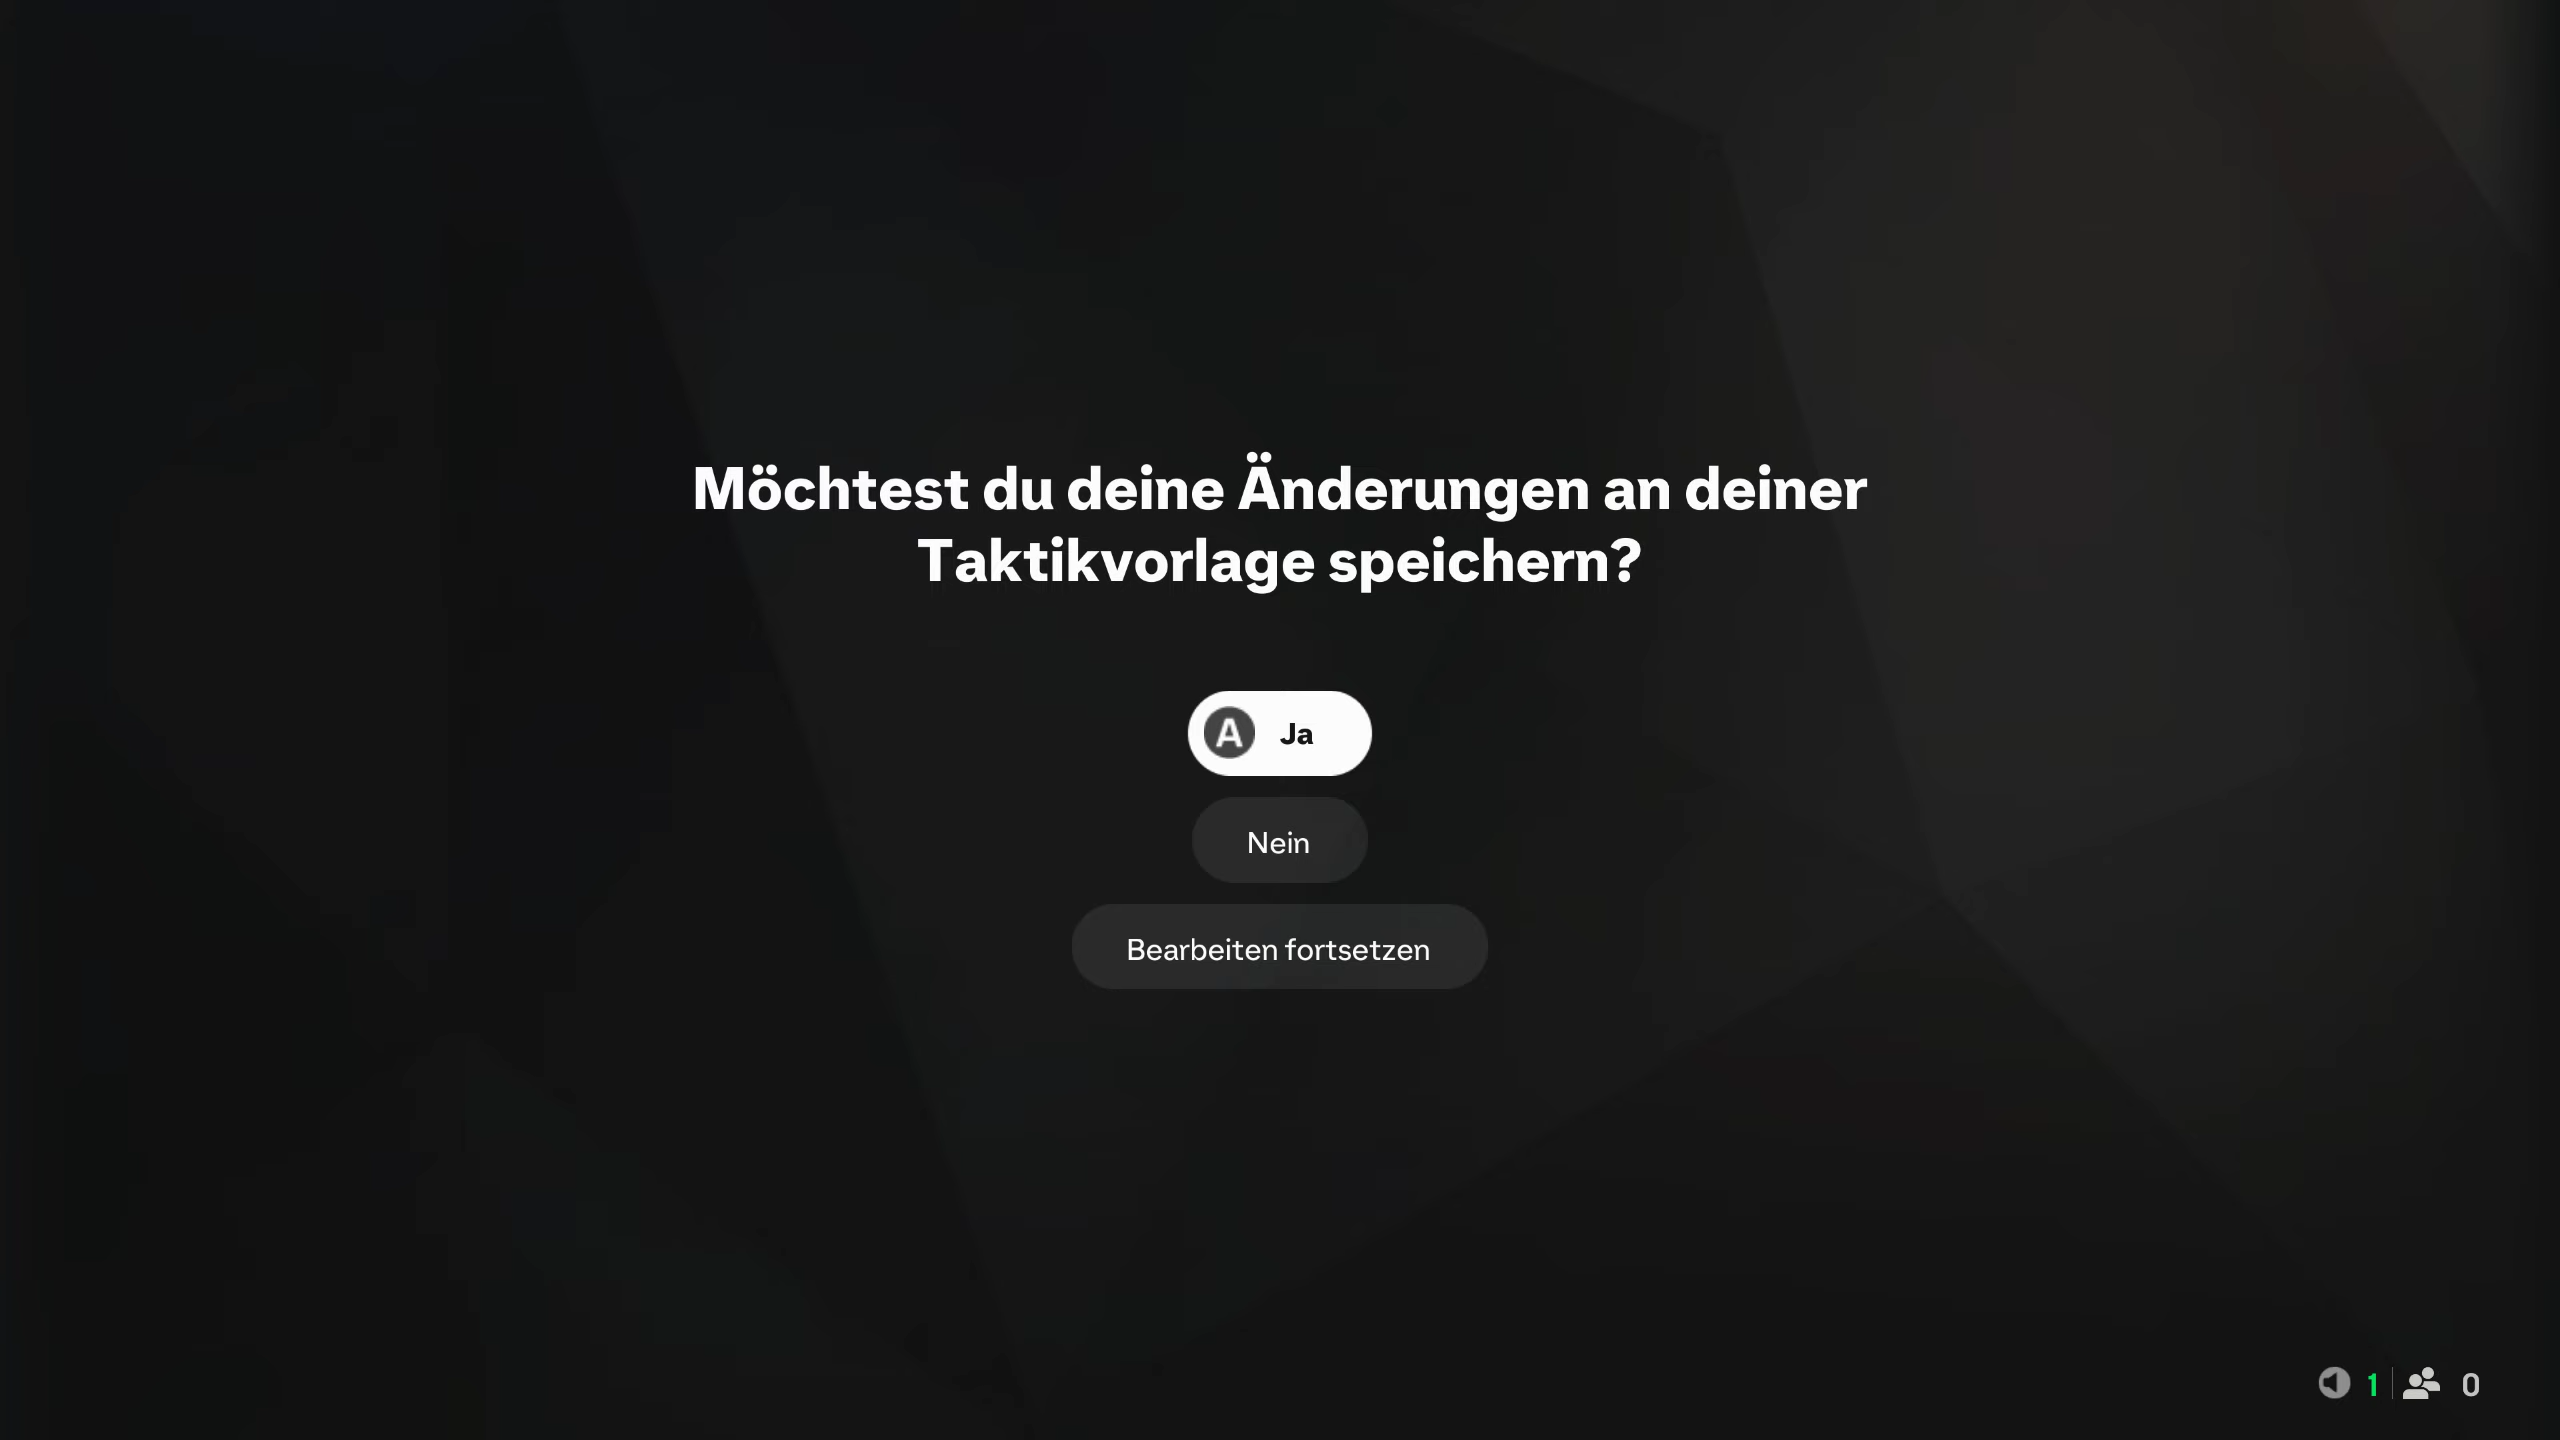 Möchtest du deine Änderungen an deiner
Taktikvorlage speichern?
A Ja
Nein
Bearbeiten fortsetzen
1 0